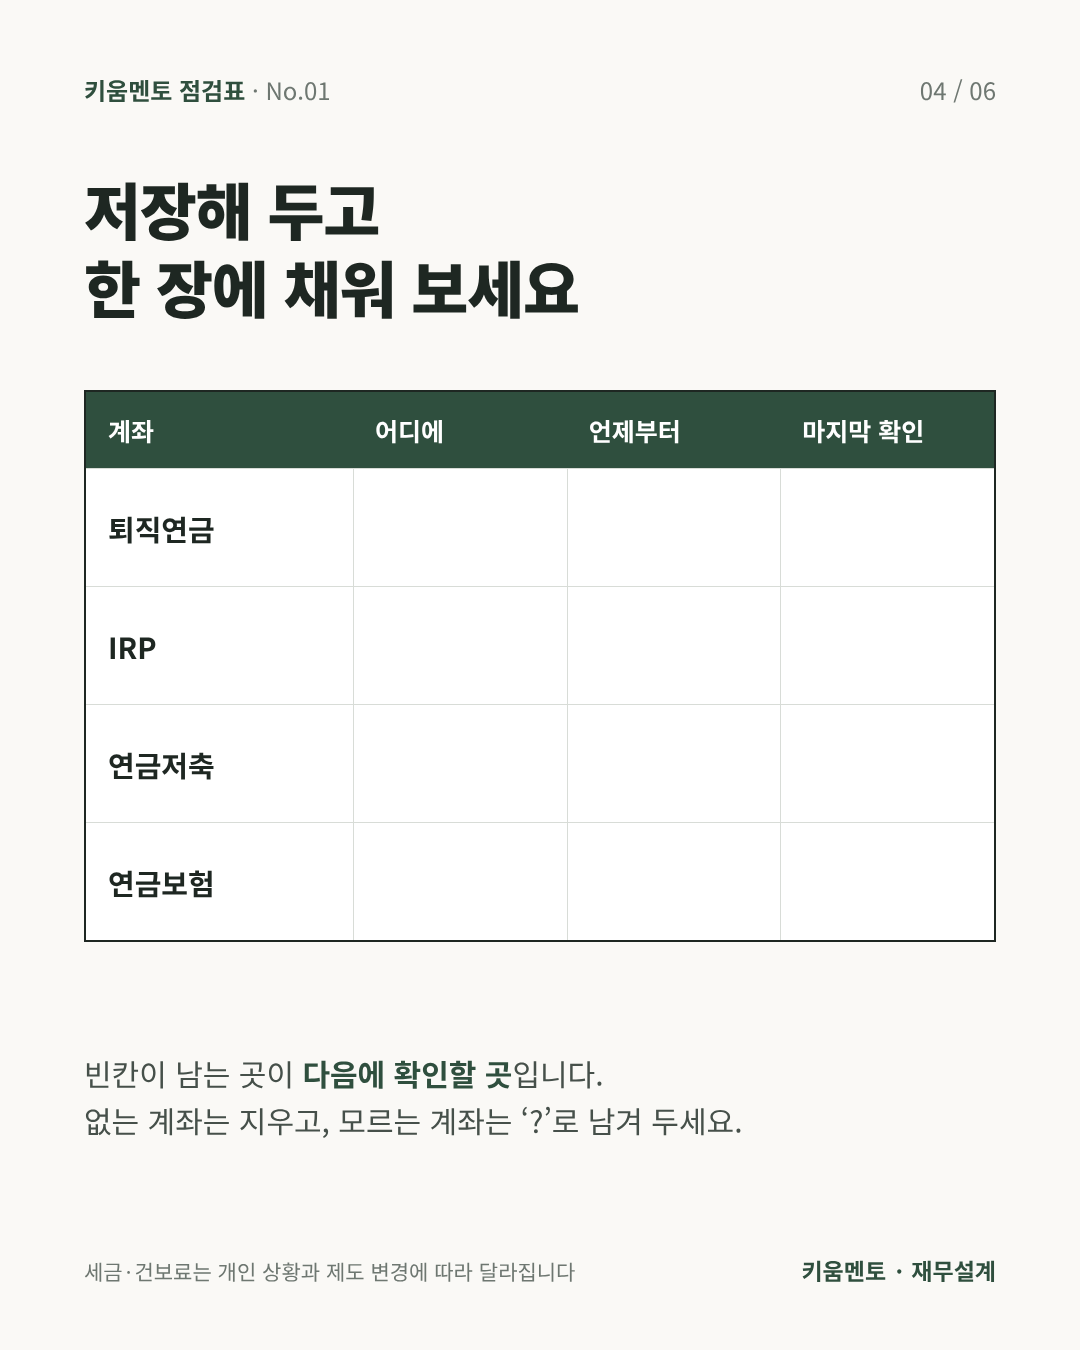 키움멘토 점검표 · No.01
04 / 06
저장해 두고
한 장에 채워 보세요
계좌 어디에 언제부터 마지막 확인
퇴직연금
IRP
연금저축
연금보험
빈칸이 남는 곳이 다음에 확인할 곳입니다.
없는 계좌는 지우고, 모르는 계좌는 ‘?’로 남겨 두세요.
세금·건보료는 개인 상황과 제도 변경에 따라 달라집니다
키움멘토 · 재무설계